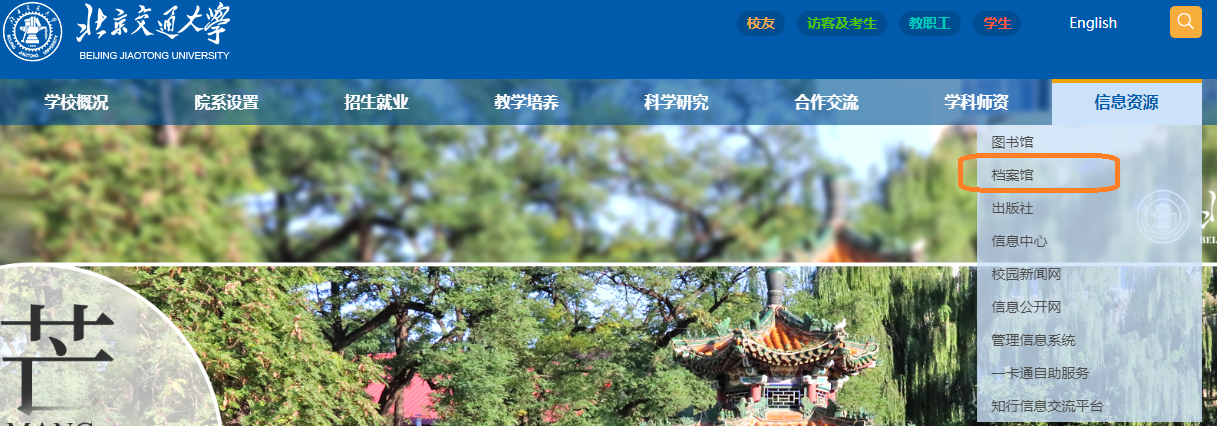 北京交通大学
BEIJING JIAOTONG UNIVERSITY
校友 访客及考生 教职工 学生 English
学校概况 院系设置 招生就业 教学培养 科学研究 合作交流 学科师资 信息资源
图书馆
档案馆
出版社
信息中心
校园新闻网
信息公开网
管理信息系统
一卡通自助服务
知行信息交流平台
芒
MANG